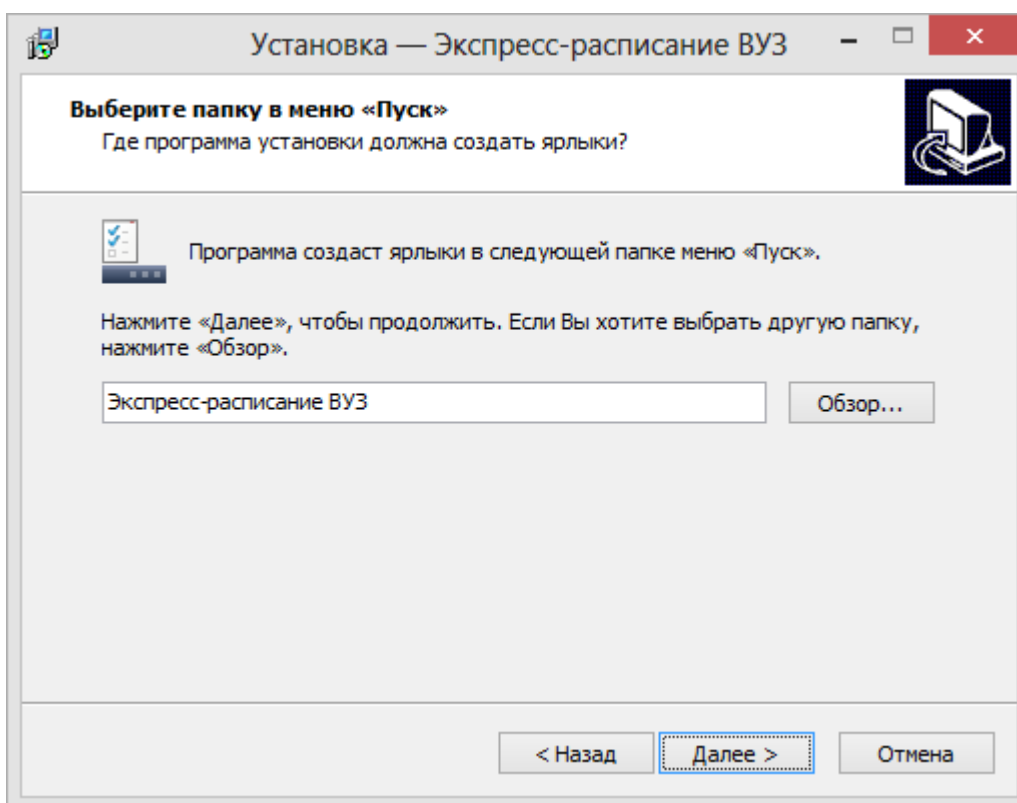 Установка — Экспресс-расписание ВУЗ
Выберите папку в меню «Пуск»
Где программа установки должна создать ярлыки?
Программа создаст ярлыки в следующей папке меню «Пуск».
Нажмите «Далее», чтобы продолжить. Если Вы хотите выбрать другую папку,
нажмите «Обзор».
Экспресс-расписание ВУЗ
Обзор...
< Назад
Далее >
Отмена